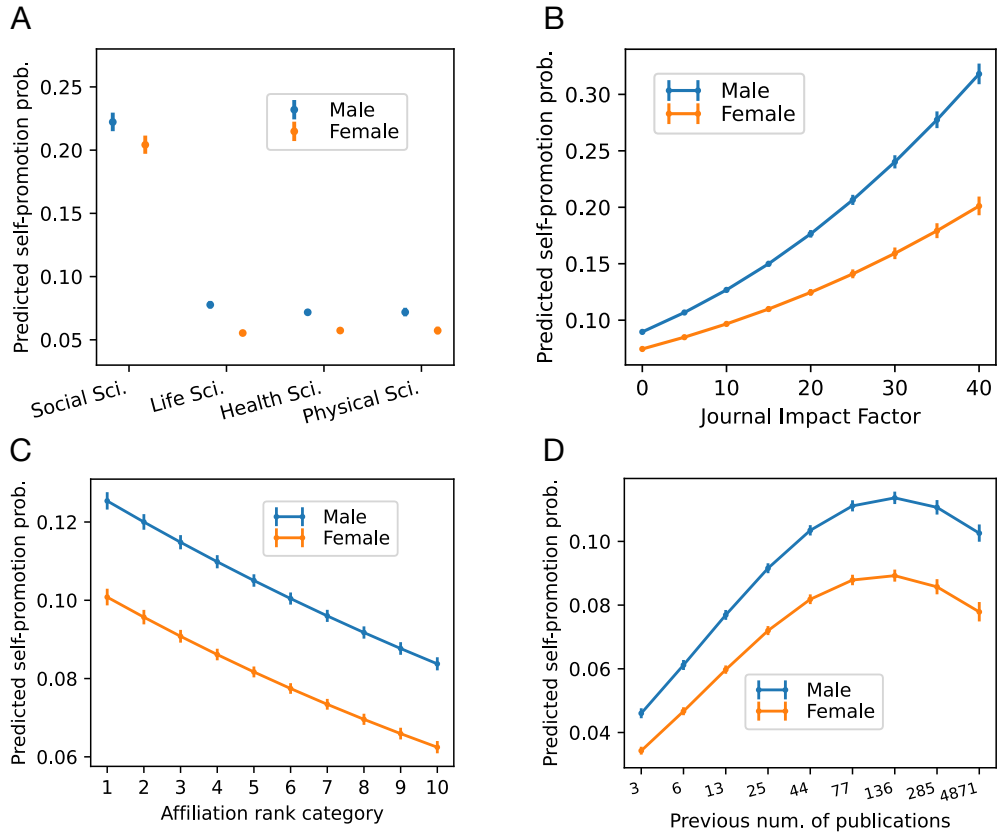 A
Predicted self-promotion prob.
0.25
0.20
0.15
0.10
0.05
Male
Female
Social Sci.
Life Sci.
Health Sci.
Physical Sci.
B
Predicted self-promotion prob.
0.30
0.25
0.20
0.15
0.10
Male
Female
0 10 20 30 40
Journal Impact Factor
C
Predicted self-promotion prob.
0.12
0.10
0.08
0.06
Male
Female
1 2 3 4 5 6 7 8 9 10
Affiliation rank category
D
Predicted self-promotion prob.
0.10
0.08
0.06
0.04
Male
Female
3 6 13 25 44 77 136 285 4871
Previous num. of publications